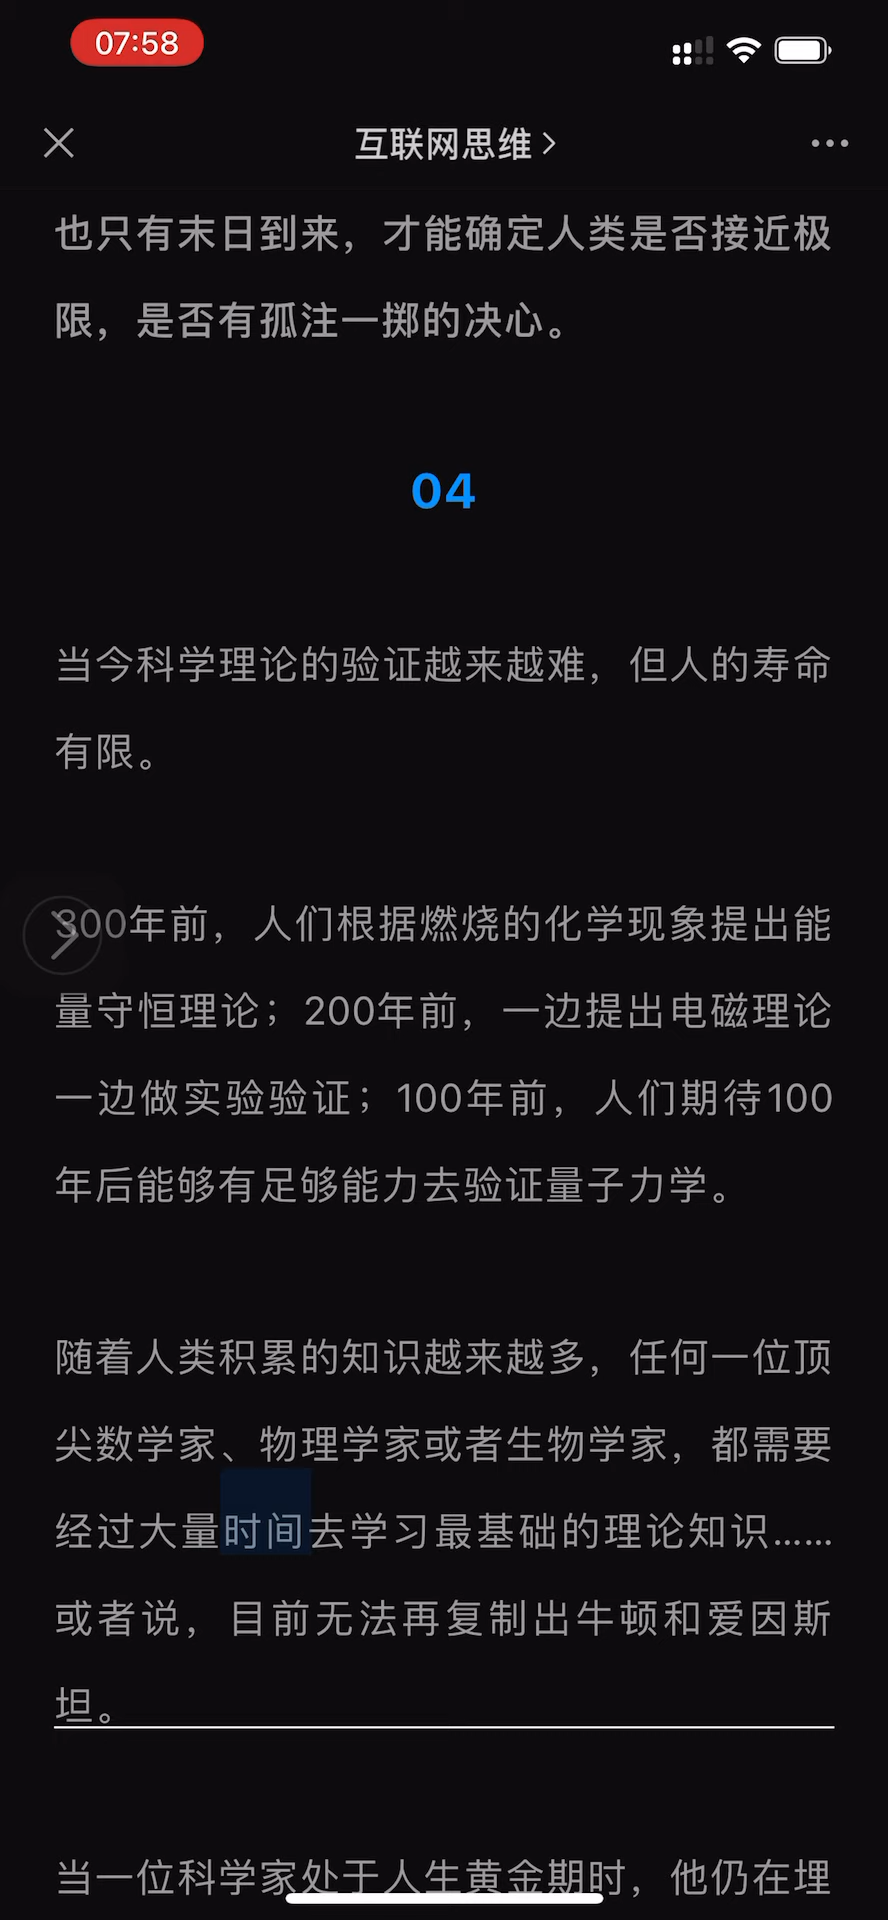 07:58
互联网思维
也只有末日到来，才能确定人类是否接近极
限，是否有孤注一掷的决心。
04
当今科学理论的验证越来越难，但人的寿命
有限。
300年前，人们根据燃烧的化学现象提出能
量守恒理论；200年前，一边提出电磁理论
一边做实验验证；100年前，人们期待100
年后能够有足够能力去验证量子力学。
随着人类积累的知识越来越多，任何一位顶
尖数学家、物理学家或者生物学家，都需要
经过大量时间去学习最基础的理论知识……
或者说，目前无法再复制出牛顿和爱因斯
坦。
当一位科学家处于人生黄金期时，他仍在埋